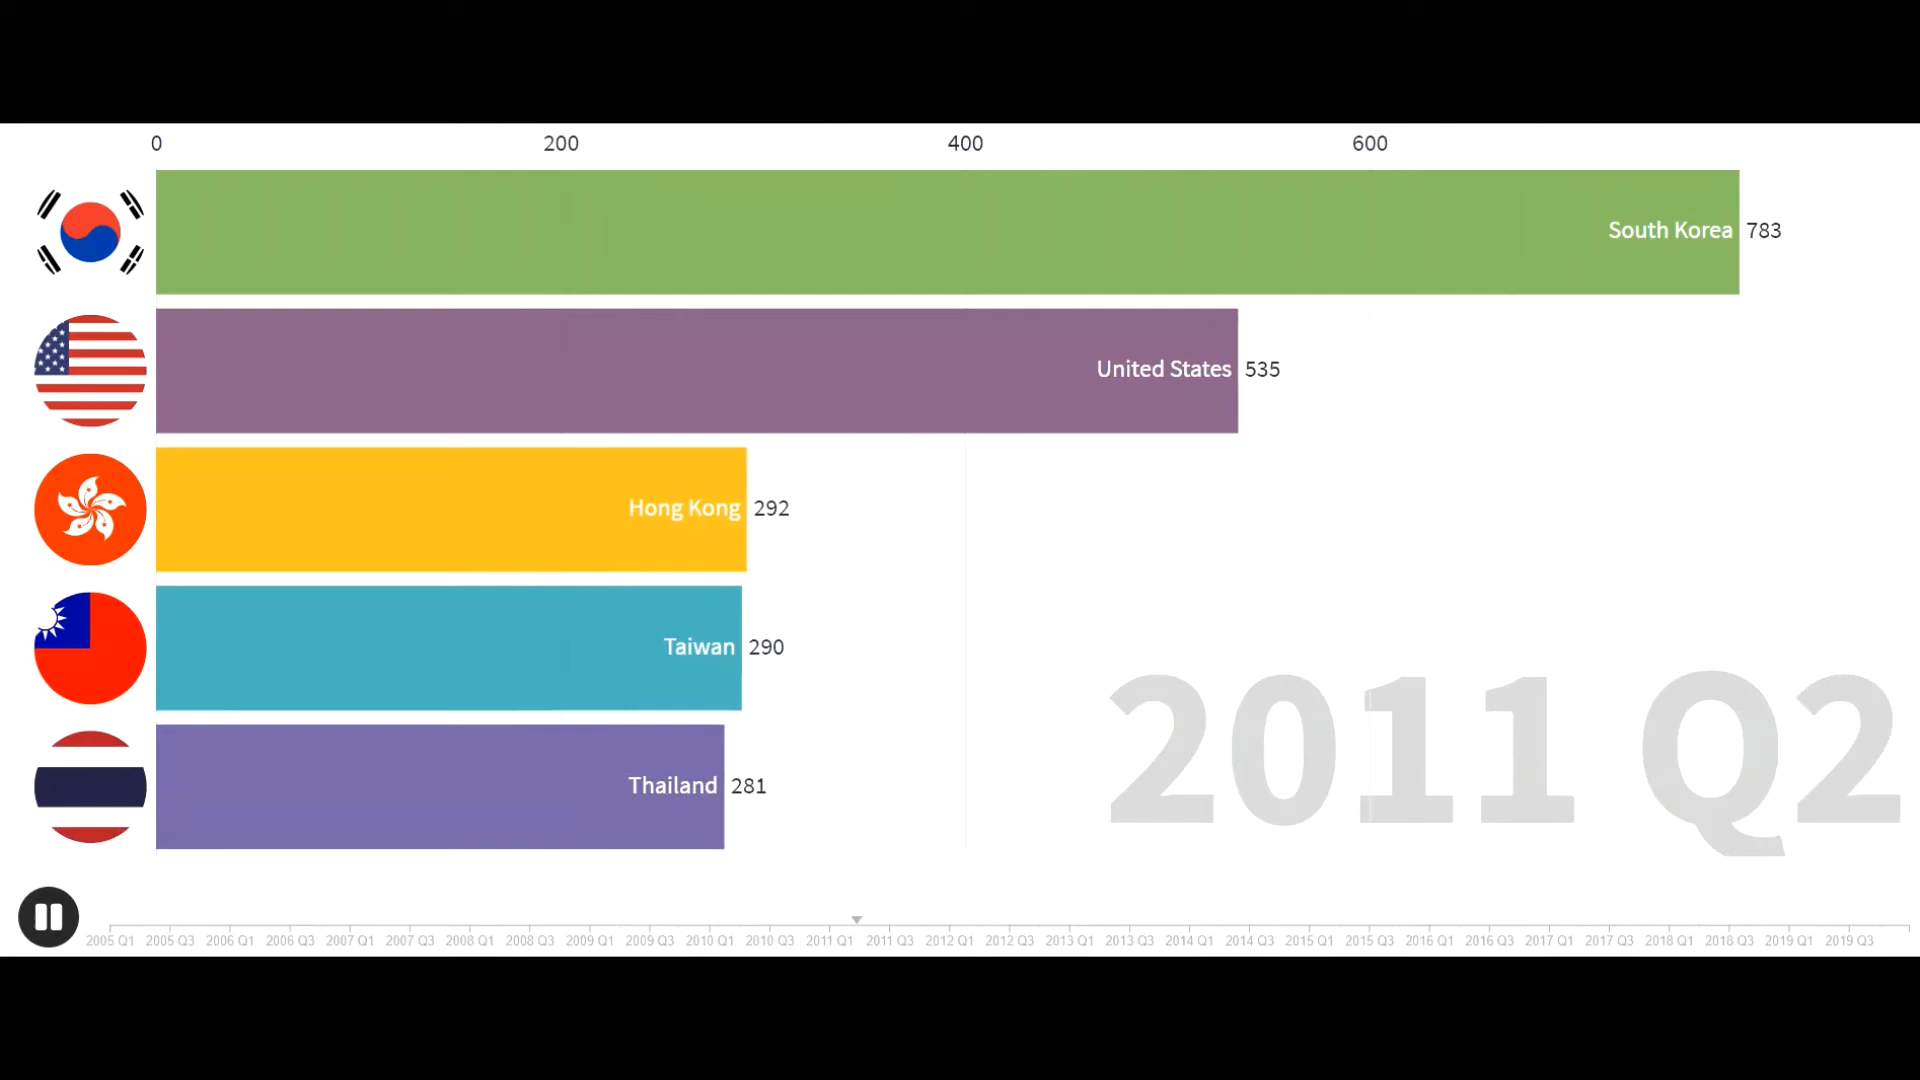 0 200 400 600
South Korea 783
United States 535
Hong Kong 292
Taiwan 290
Thailand 281
2011 Q2
2005 Q1 2005 Q3 2006 Q1 2006 Q3 2007 Q1 2007 Q3 2008 Q1 2008 Q3 2009 Q1 2009 Q3 2010 Q1 2010 Q3 2011 Q1 2011 Q3 2012 Q1 2012 Q3 2013 Q1 2013 Q3 2014 Q1 2014 Q3 2015 Q1 2015 Q3 2016 Q1 2016 Q3 2017 Q1 2017 Q3 2018 Q1 2018 Q3 2019 Q1 2019 Q3